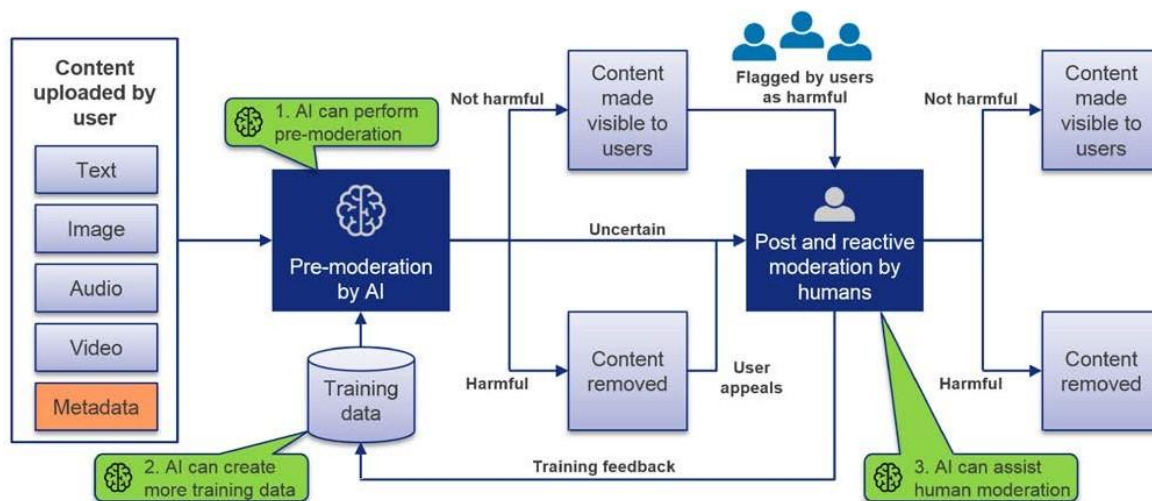 Content
uploaded by
user
Text
Image
Audio
Video
Metadata
1. AI can perform
pre-moderation
Pre-moderation
by AI
Training
data
2. AI can create
more training data
Not harmful
Uncertain
Harmful
Content
made
visible to
users
Content
removed
User
appeals
Training feedback
Flagged by users
as harmful
Post and reactive
moderation by
humans
3. AI can assist
human moderation
Not harmful
Harmful
Content
made
visible to
users
Content
removed